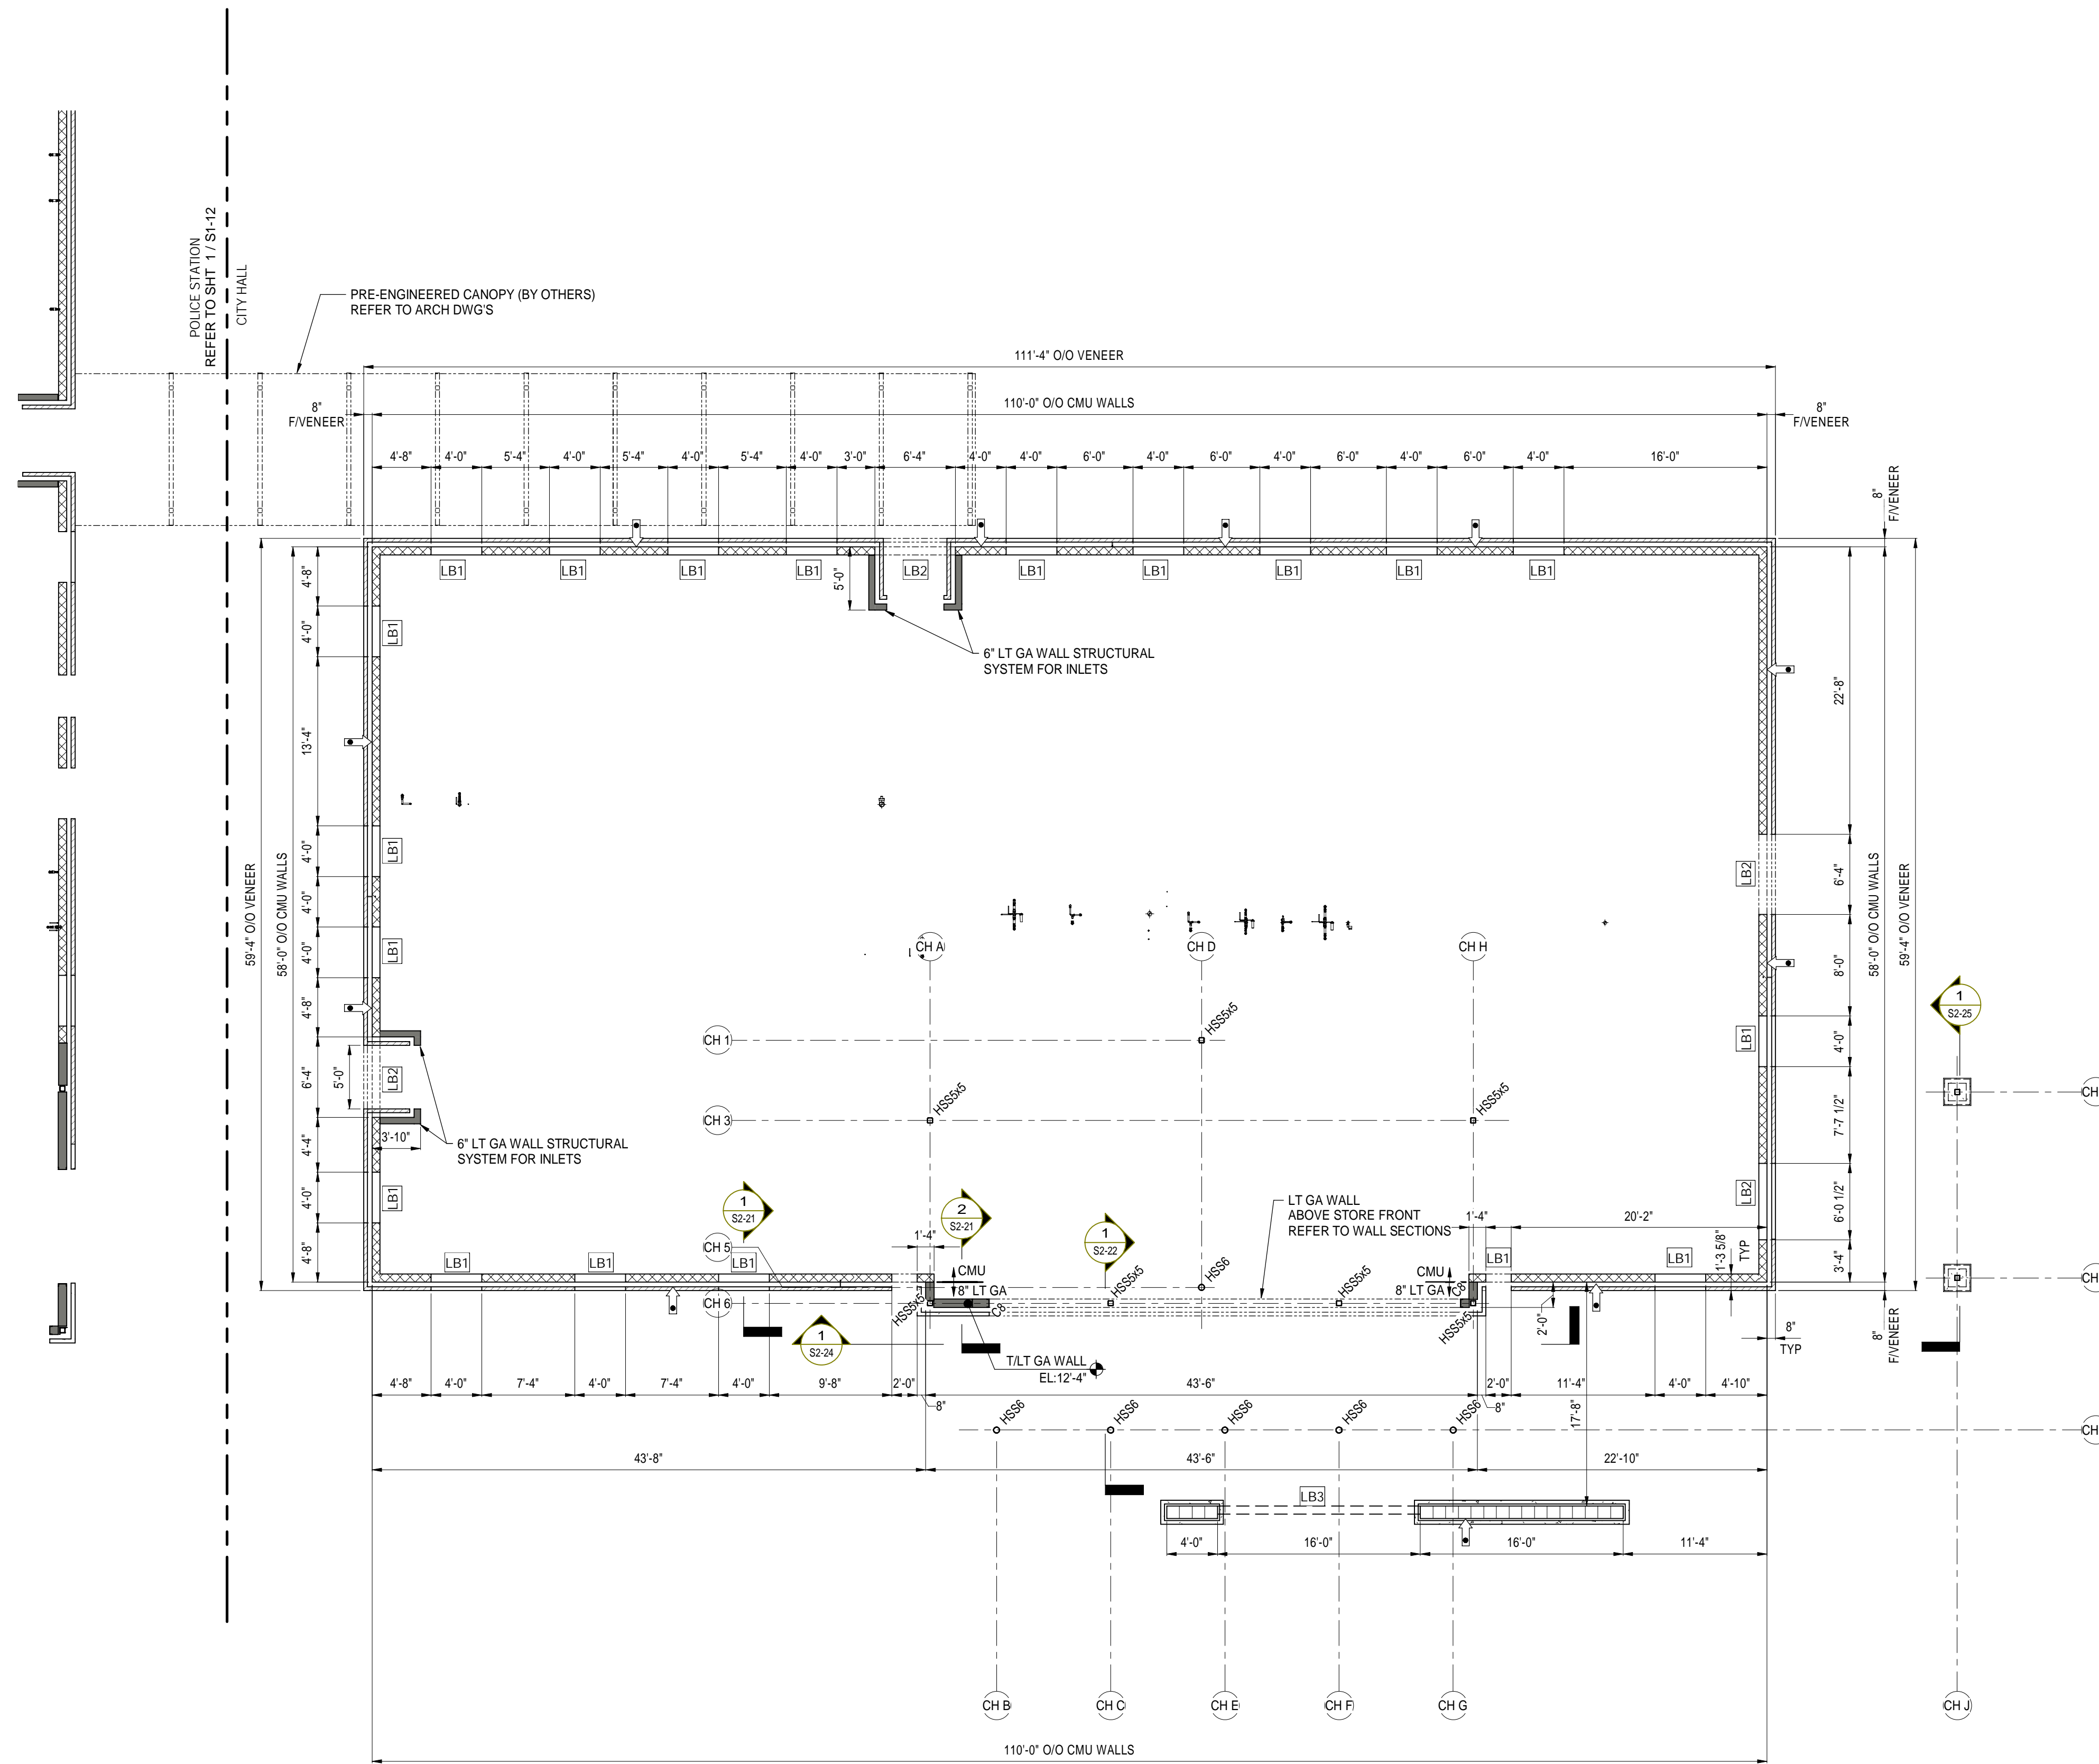 POLICE STATION
REFER TO SHT 1 / S1-12
CITY HALL
PRE-ENGINEERED CANOPY (BY OTHERS)
REFER TO ARCH DWG'S
111'-4" O/O VENEER
8"
F/VENEER
110'-0" O/O CMU WALLS
8"
F/VENEER
4'-8" 4'-0" 5'-4" 4'-0" 5'-4" 4'-0" 5'-4" 4'-0" 3'-0" 6'-4" 4'-0" 4'-0" 6'-0" 4'-0" 6'-0" 4'-0" 6'-0" 4'-0" 6'-0" 4'-0" 16'-0"
8"
F/VENEER
LB1 LB1 LB1 LB1 LB2 LB1 LB1 LB1 LB1 LB1
5'-0"
6" LT GA WALL STRUCTURAL
SYSTEM FOR INLETS
59'-4" O/O VENEER
58'-0" O/O CMU WALLS
4'-8"
4'-0"
13'-4"
4'-0"
4'-0"
4'-0"
4'-8"
6'-4"
4'-4"
4'-0"
4'-8"
LB1
LB1
LB1
LB2
LB1
5'-0"
3'-10"
6" LT GA WALL STRUCTURAL
SYSTEM FOR INLETS
22'-8"
6'-4"
8'-0"
4'-0"
7'-7 1/2"
6'-0 1/2"
3'-4"
LB2
LB1
LB2
58'-0" O/O CMU WALLS
59'-4" O/O VENEER
CH A
CH D
CH H
1
S2-25
CH 1
HSS5x5
CH 3
HSS5x5
HSS5x5
CH
1
S2-21
2
S2-21
1
S2-22
LT GA WALL
ABOVE STORE FRONT
REFER TO WALL SECTIONS
1'-4"
1'-4"
20'-2"
CH 5
LB1 LB1 LB1
LB1 LB1
1'-3 5/8"
TYP
CMU
8" LT GA
CMU
8" LT GA
HSS6
CH 6
HSS5x5
C8
HSS5x5
HSS5x5
C8
HSS5x5
2'-0"
CH
1
S2-24
T/LT GA WALL
EL:12'-4"
8"
TYP
8"
F/VENEER
4'-8" 4'-0" 7'-4" 4'-0" 7'-4" 4'-0" 9'-8" 2'-0" 43'-6" 2'-0" 11'-4" 4'-0" 4'-10"
8"
8"
17'-8"
HSS6 HSS6 HSS6 HSS6 HSS6
CH
43'-8" 43'-6" 22'-10"
LB3
4'-0" 16'-0" 16'-0" 11'-4"
CH B CH C CH E CH F CH G CH J
110'-0" O/O CMU WALLS